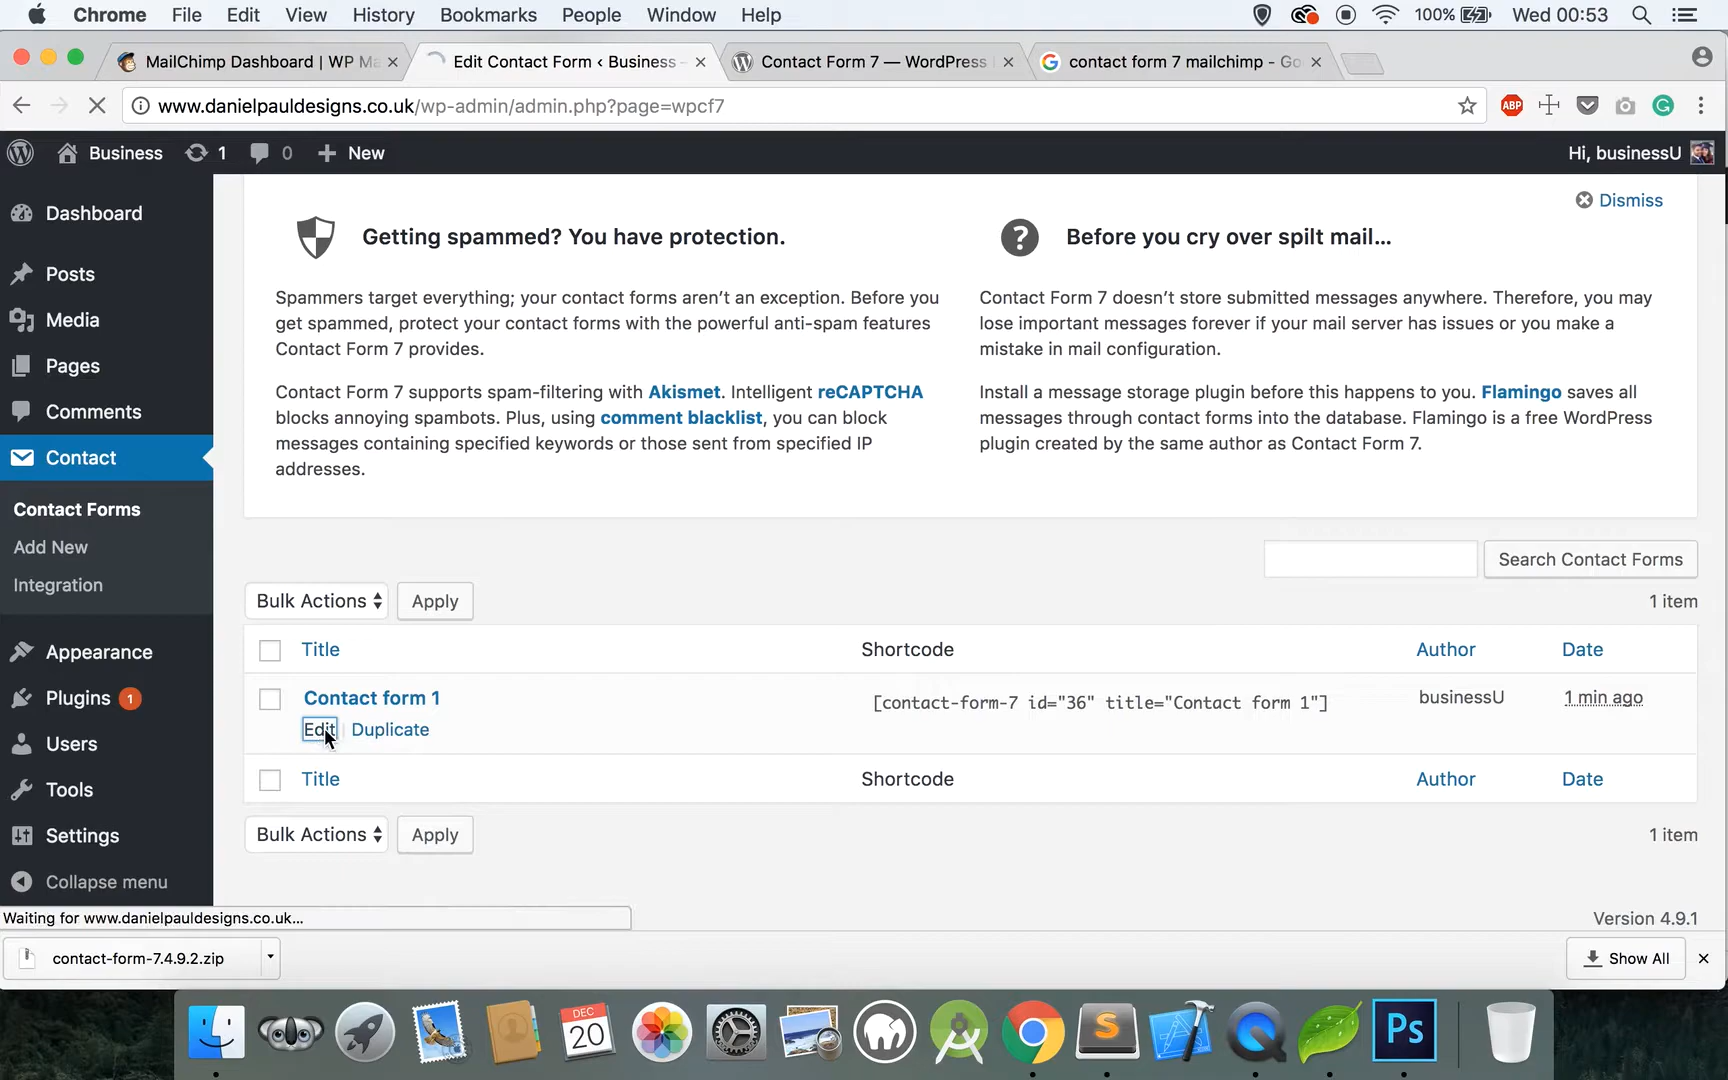 Chrome File Edit View History Bookmarks People Window Help 100% Wed 00:53
MailChimp Dashboard | WP Ma Edit Contact Form ‹ Business - Contact Form 7 — WordPress contact form 7 mailchimp - Go
www.danielpauldesigns.co.uk/wp-admin/admin.php?page=wpcf7 ABP
Business 1 0 New Hi, businessU
Dashboard
Posts
Media
Pages
Comments
Contact
Contact Forms
Add New
Integration
Appearance
Plugins 1
Users
Tools
Settings
Collapse menu
Dismiss
Getting spammed? You have protection.
Spammers target everything; your contact forms aren’t an exception. Before you
get spammed, protect your contact forms with the powerful anti-spam features
Contact Form 7 provides.
Contact Form 7 supports spam-filtering with Akismet. Intelligent reCAPTCHA
blocks annoying spambots. Plus, using comment blacklist, you can block
messages containing specified keywords or those sent from specified IP
addresses.
Before you cry over spilt mail…
Contact Form 7 doesn’t store submitted messages anywhere. Therefore, you may
lose important messages forever if your mail server has issues or you make a
mistake in mail configuration.
Install a message storage plugin before this happens to you. Flamingo saves all
messages through contact forms into the database. Flamingo is a free WordPress
plugin created by the same author as Contact Form 7.
Search Contact Forms
Bulk Actions Apply 1 item
Title Shortcode Author Date
Contact form 1 [contact-form-7 id="36" title="Contact form 1"] businessU 1 min ago
Edit | Duplicate
Title Shortcode Author Date
Bulk Actions Apply 1 item
Waiting for www.danielpauldesigns.co.uk... Version 4.9.1
contact-form-7.4.9.2.zip Show All
DEC
20
S
Ps